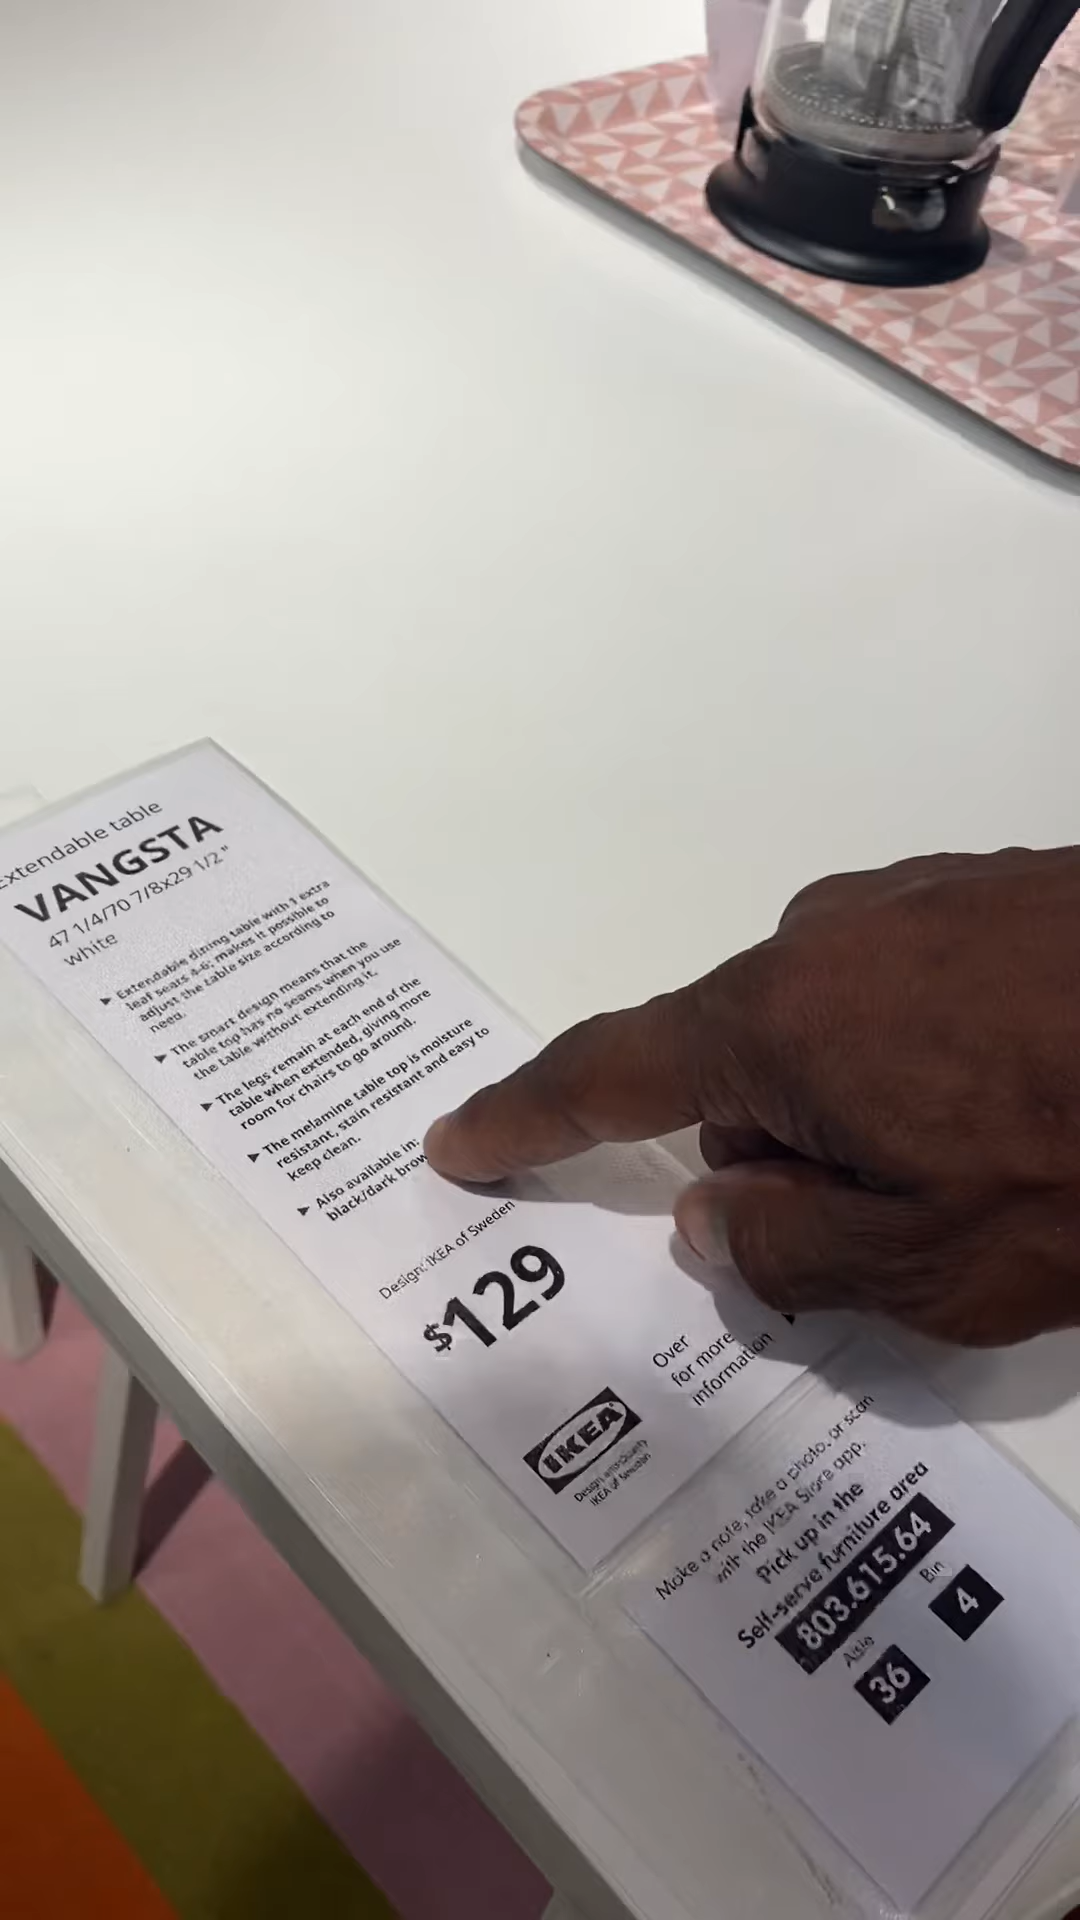 Extendable table
VANGSTA
47 1/4/70 7/8x29 1/2"
white
▶ Extendable dining table with 1 extra
leaf seats 4-6; makes it possible to
adjust the table size according to
need.
▶ The smart design means that the
table top has no seams when you use
the table without extending it.
▶ The legs remain at each end of the
table when extended, giving more
room for chairs to go around.
▶ The melamine table top is moisture
resistant, stain resistant and easy to
keep clean.
▶ Also available in:
black/dark brow
Design: IKEA of Sweden
$129
Over
for more
information
IKEA
Design and Quality
IKEA of Sweden
Make a note, take a photo, or scan
with the IKEA Store app.
Pick up in the
Self-serve furniture area
803.615.64
Aisle
36
Bin
4